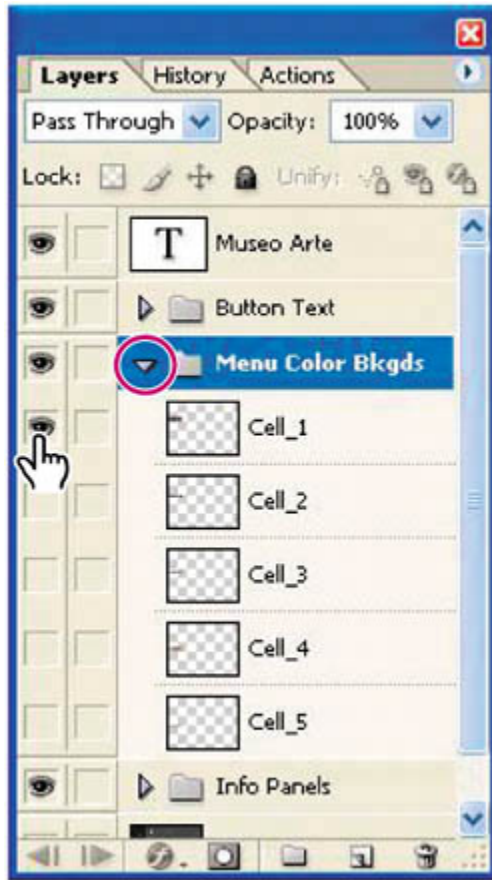 Layers History Actions
Pass Through Opacity: 100%
Lock: Unify:
T Museo Arte
Button Text
Menu Color Bkgds
Cell_1
Cell_2
Cell_3
Cell_4
Cell_5
Info Panels